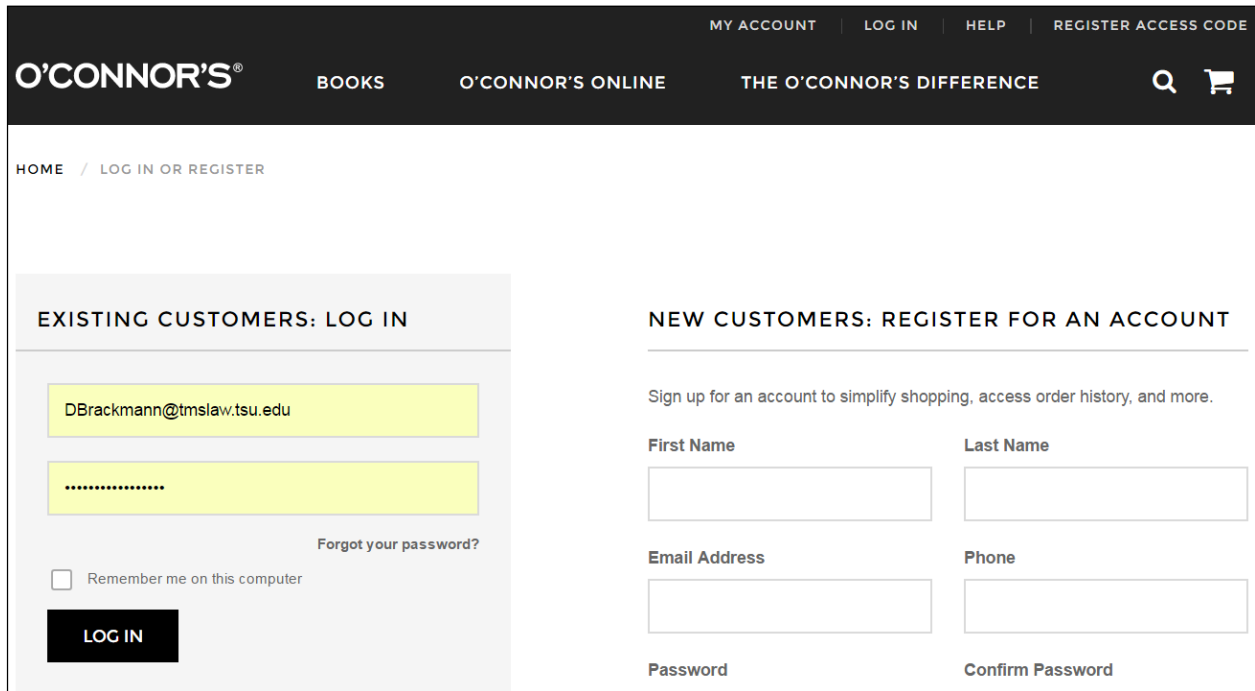 MY ACCOUNT | LOG IN | HELP | REGISTER ACCESS CODE
O'CONNOR'S® BOOKS O'CONNOR'S ONLINE THE O'CONNOR'S DIFFERENCE
HOME / LOG IN OR REGISTER
EXISTING CUSTOMERS: LOG IN
DBrackmann@tmslaw.tsu.edu
•••••••••••••••••
Forgot your password?
Remember me on this computer
LOG IN
NEW CUSTOMERS: REGISTER FOR AN ACCOUNT
Sign up for an account to simplify shopping, access order history, and more.
First Name Last Name
Email Address Phone
Password Confirm Password